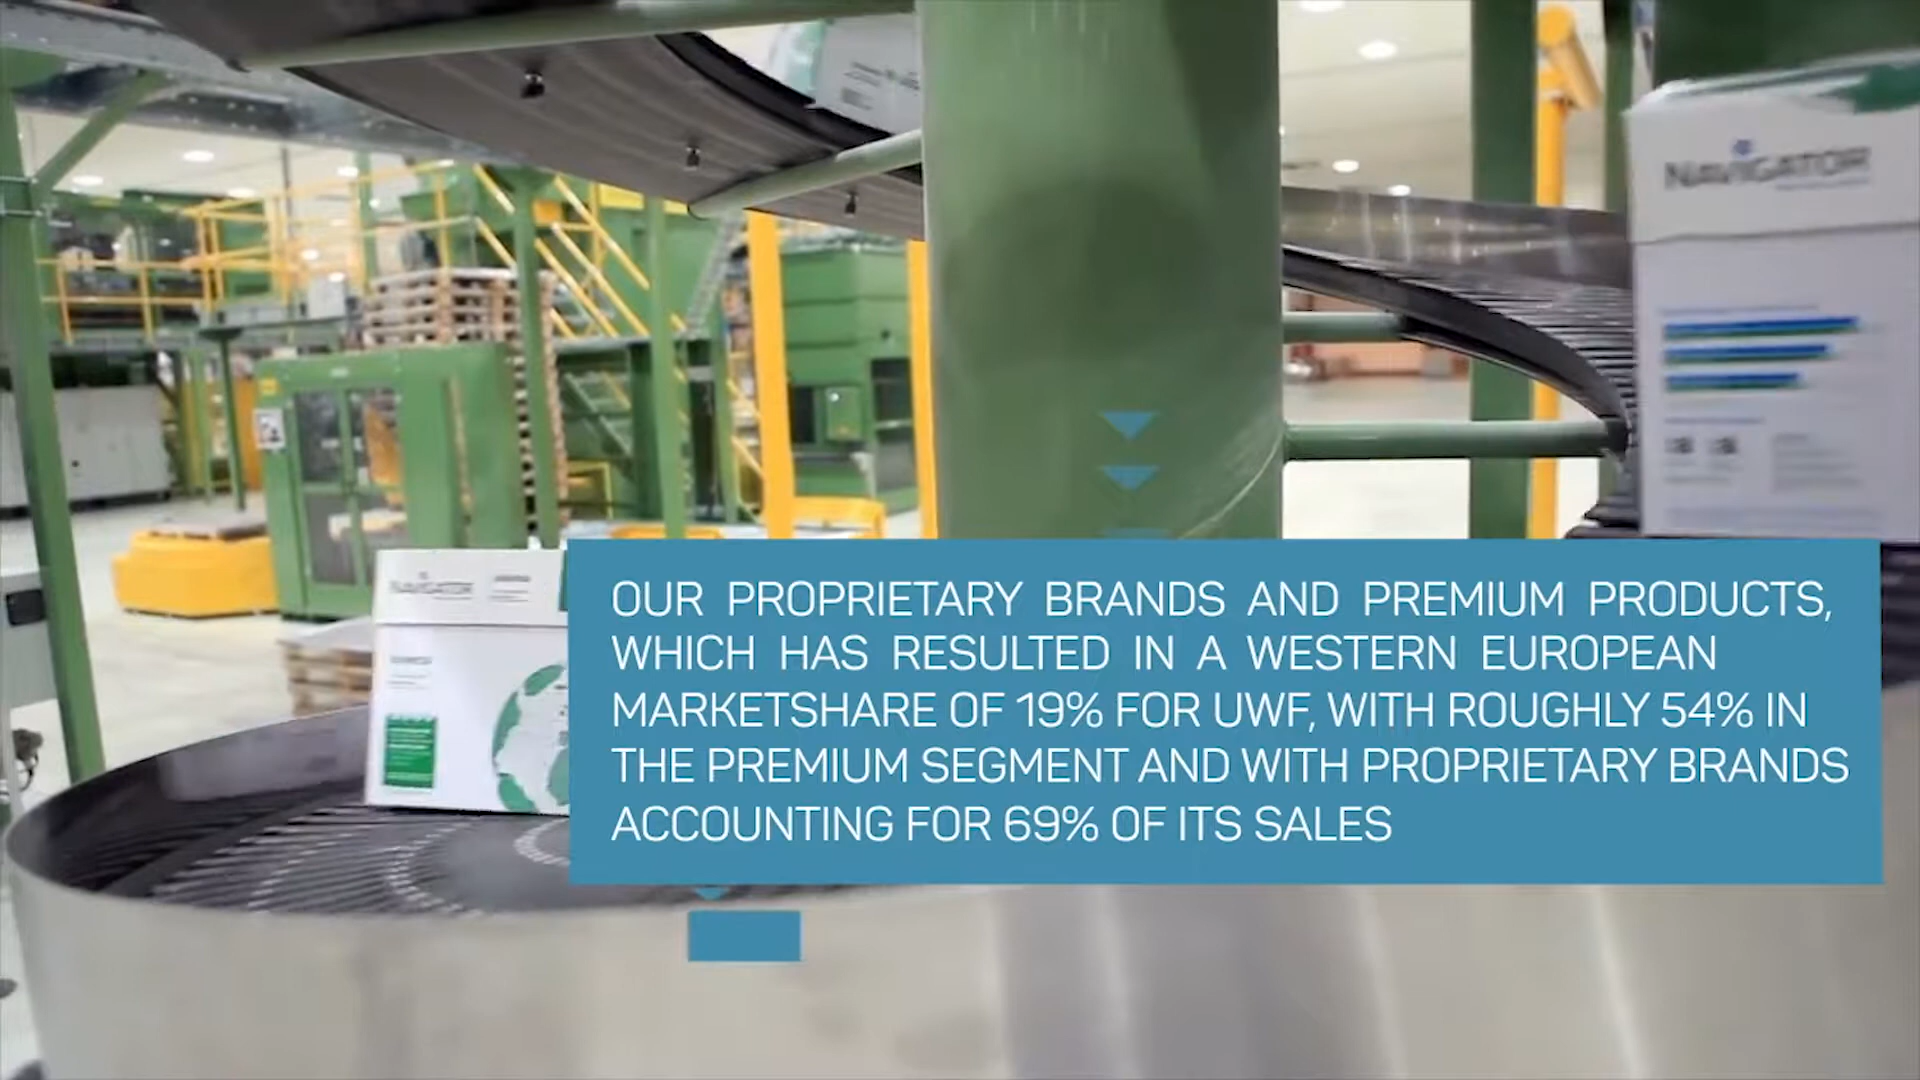 NAVIGATOR
NAVIGATOR
OUR PROPRIETARY BRANDS AND PREMIUM PRODUCTS,
WHICH HAS RESULTED IN A WESTERN EUROPEAN
MARKETSHARE OF 19% FOR UWF, WITH ROUGHLY 54% IN
THE PREMIUM SEGMENT AND WITH PROPRIETARY BRANDS
ACCOUNTING FOR 69% OF ITS SALES